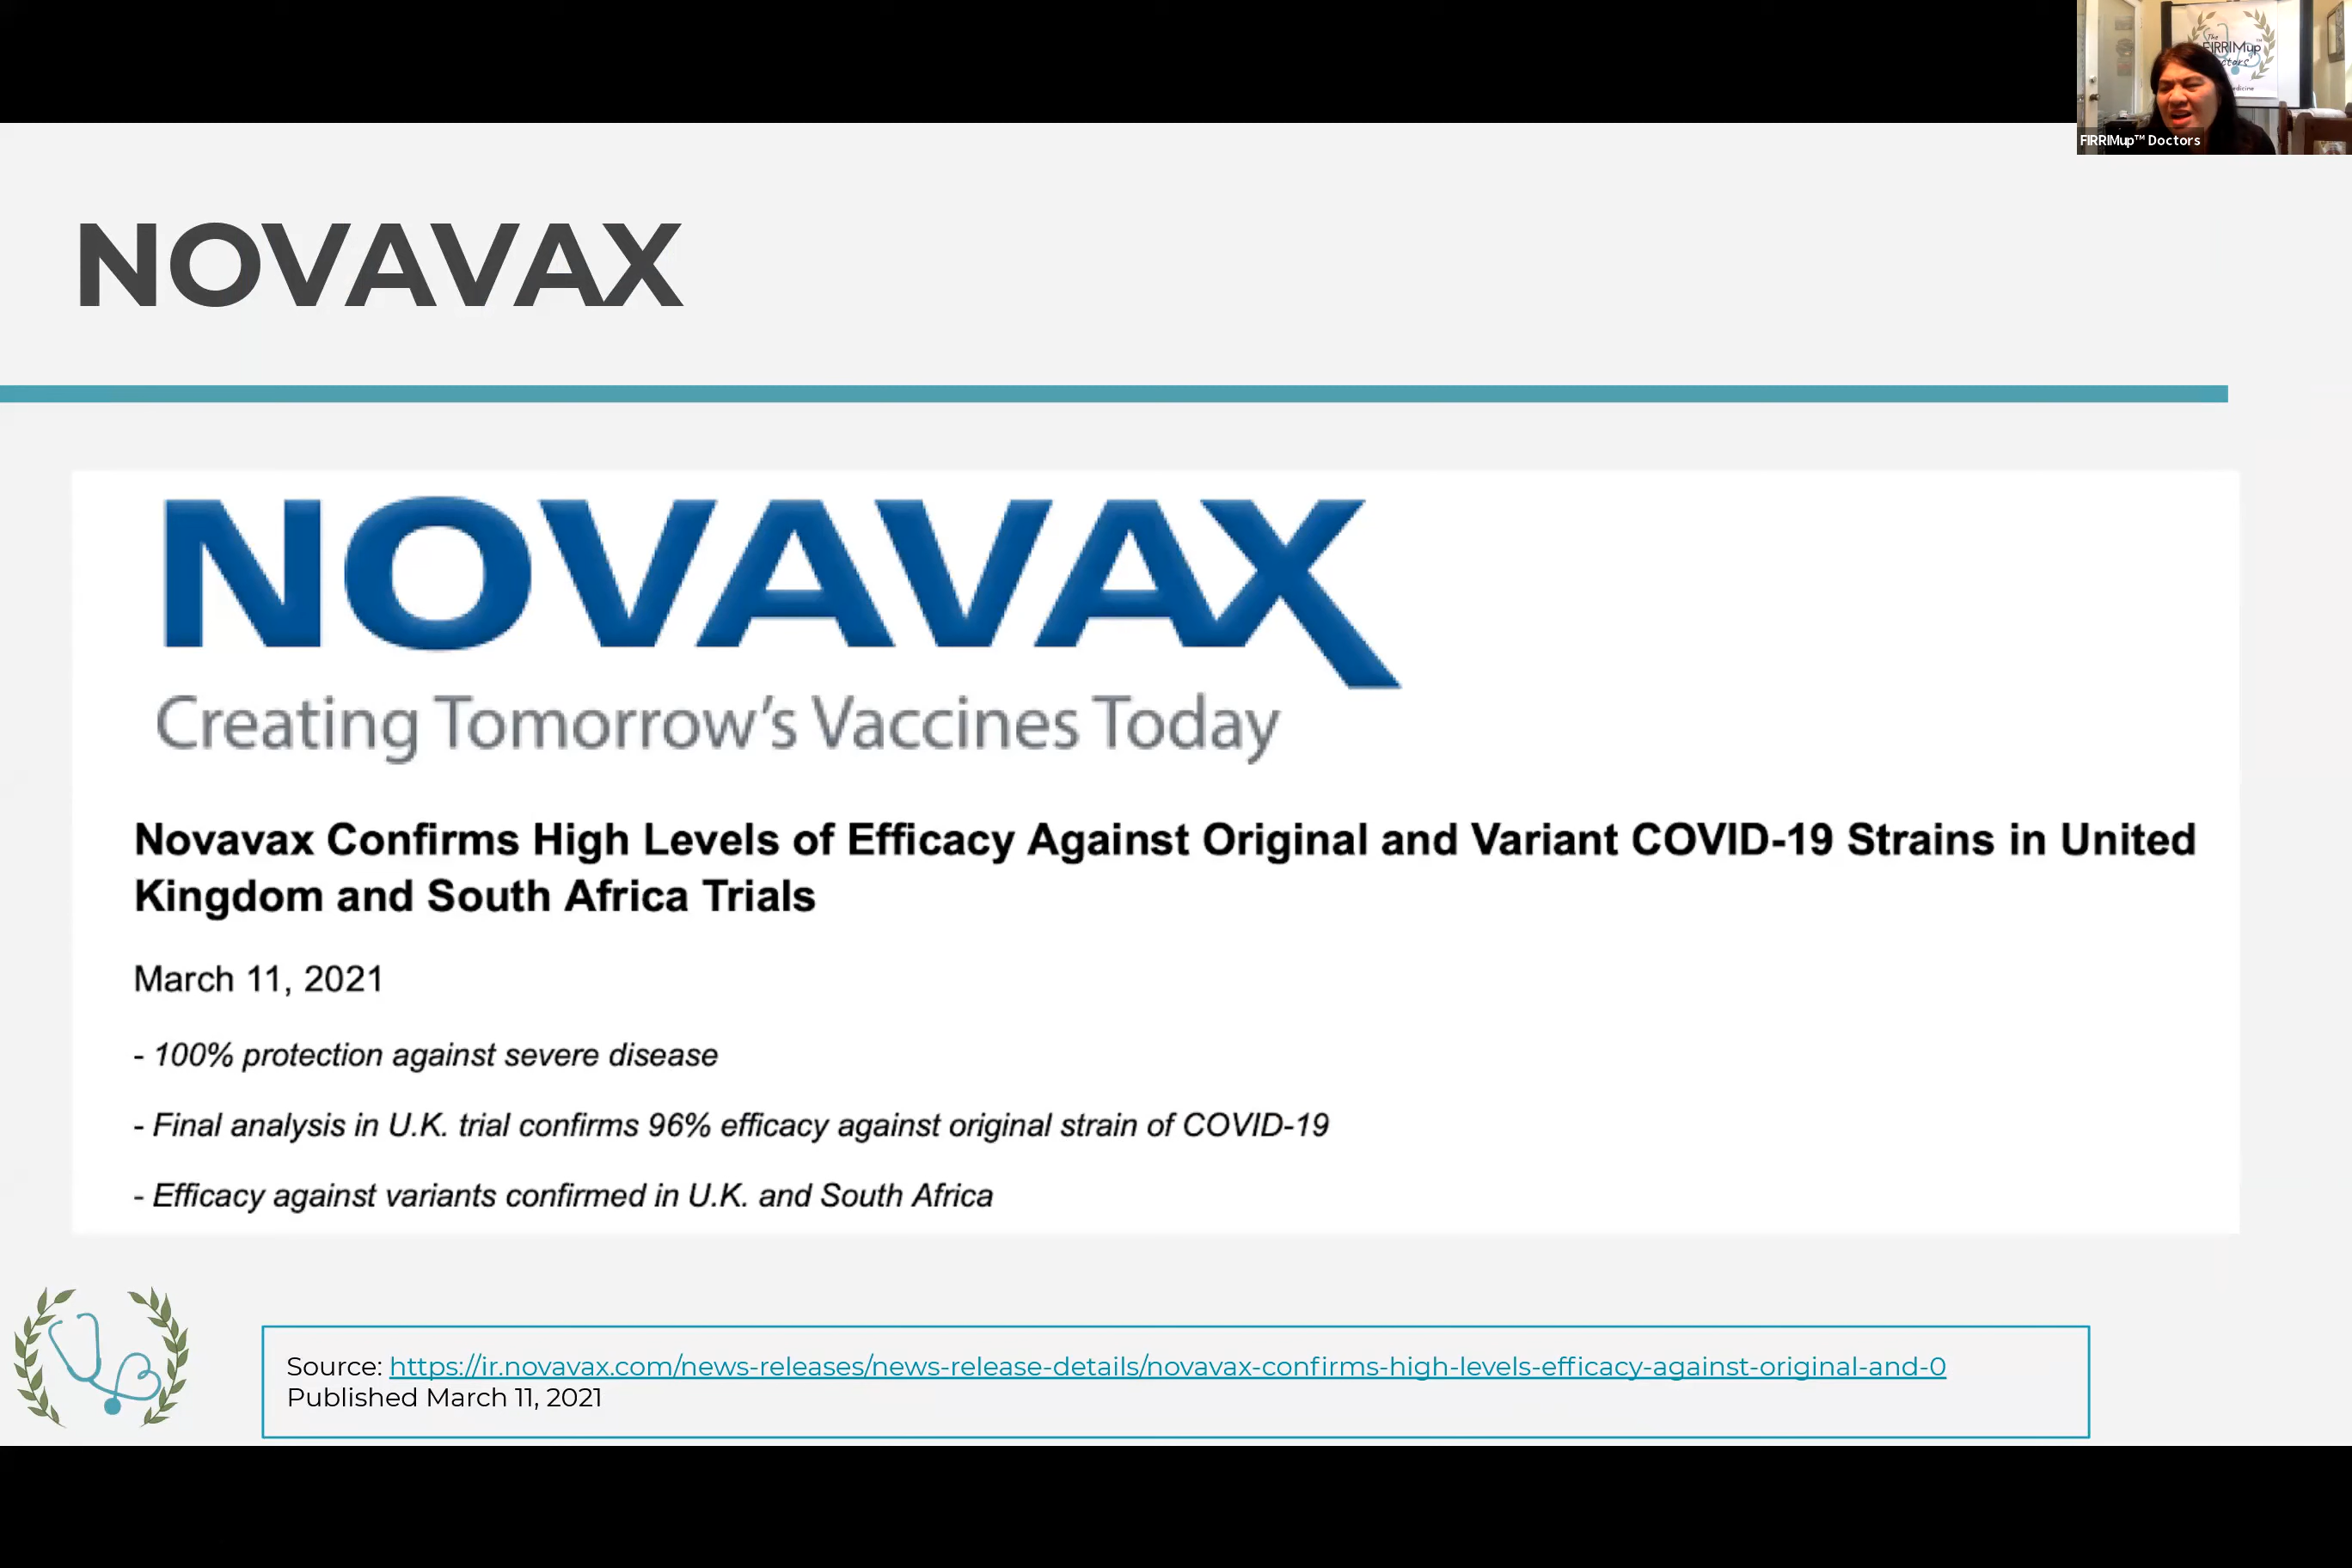 The
FIRRIMup™
FIRRIMup™ Doctors
NOVAVAX
NOVAVAX
Creating Tomorrow's Vaccines Today
Novavax Confirms High Levels of Efficacy Against Original and Variant COVID-19 Strains in United
Kingdom and South Africa Trials
March 11, 2021
- 100% protection against severe disease
- Final analysis in U.K. trial confirms 96% efficacy against original strain of COVID-19
- Efficacy against variants confirmed in U.K. and South Africa
Source: https://ir.novavax.com/news-releases/news-release-details/novavax-confirms-high-levels-efficacy-against-original-and-0
Published March 11, 2021